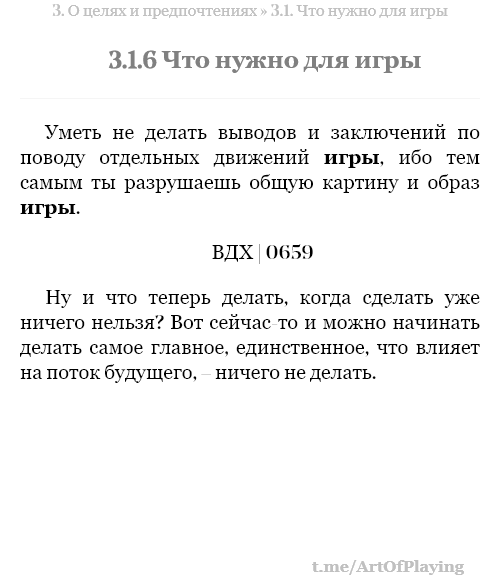 3. О целях и предпочтениях » 3.1. Что нужно для игры
3.1.6 Что нужно для игры
Уметь не делать выводов и заключений по
поводу отдельных движений игры, ибо тем
самым ты разрушаешь общую картину и образ
игры.
ВДХ | 0659
Ну и что теперь делать, когда сделать уже
ничего нельзя? Вот сейчас-то и можно начинать
делать самое главное, единственное, что влияет
на поток будущего, – ничего не делать.
t.me/ArtOfPlaying